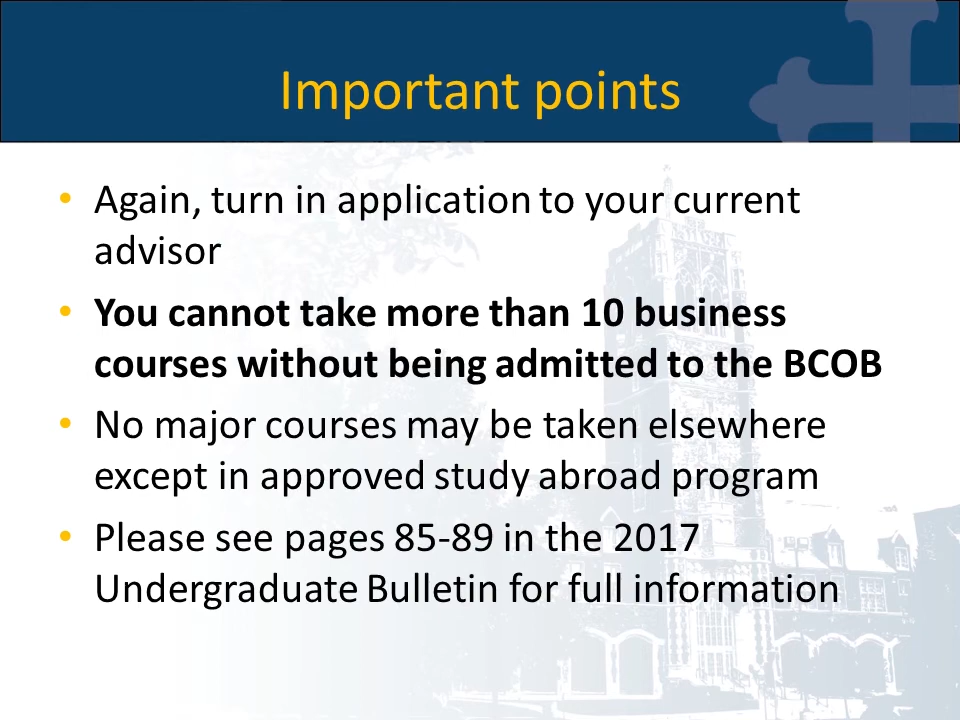 Important points
• Again, turn in application to your current
advisor
• You cannot take more than 10 business
courses without being admitted to the BCOB
• No major courses may be taken elsewhere
except in approved study abroad program
• Please see pages 85-89 in the 2017
Undergraduate Bulletin for full information